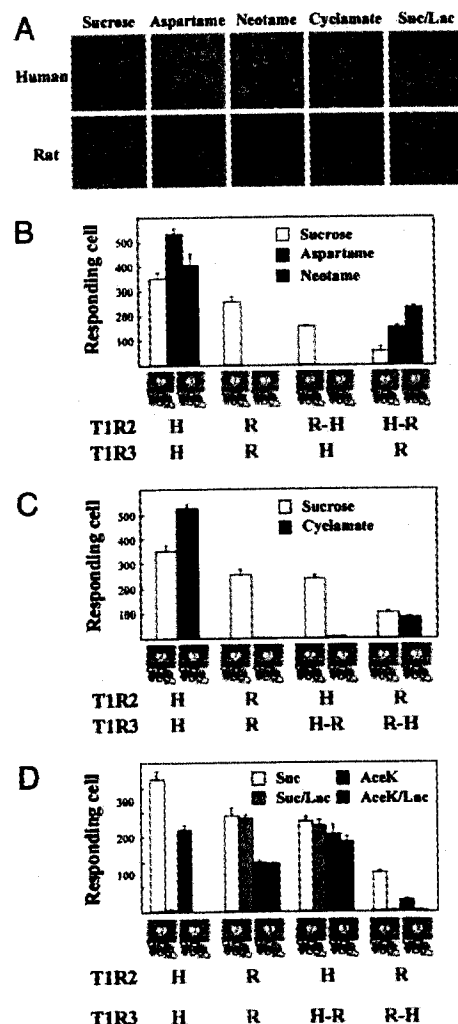 A
Sucrose Aspartame Neotame Cyclamate Suc/Lac
Human
Rat
B
Responding cell
500
400
300
200
100
Sucrose
Aspartame
Neotame
T1R2 H R R-H H-R
T1R3 H R H R
C
Responding cell
500
400
300
200
100
Sucrose
Cyclamate
T1R2 H R H R
T1R3 H R H-R R-H
D
Responding cell
300
200
100
Suc AceK
Suc/Lac AceK/Lac
T1R2 H R H R
T1R3 H R H-R R-H